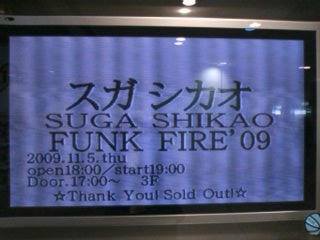 スガ シカオ
SUGA SHIKAO
FUNK FIRE'09
2009.11.5.thu
open18:00/start19:00
Door.17:00～ 3F
☆Thank You! Sold Out!☆